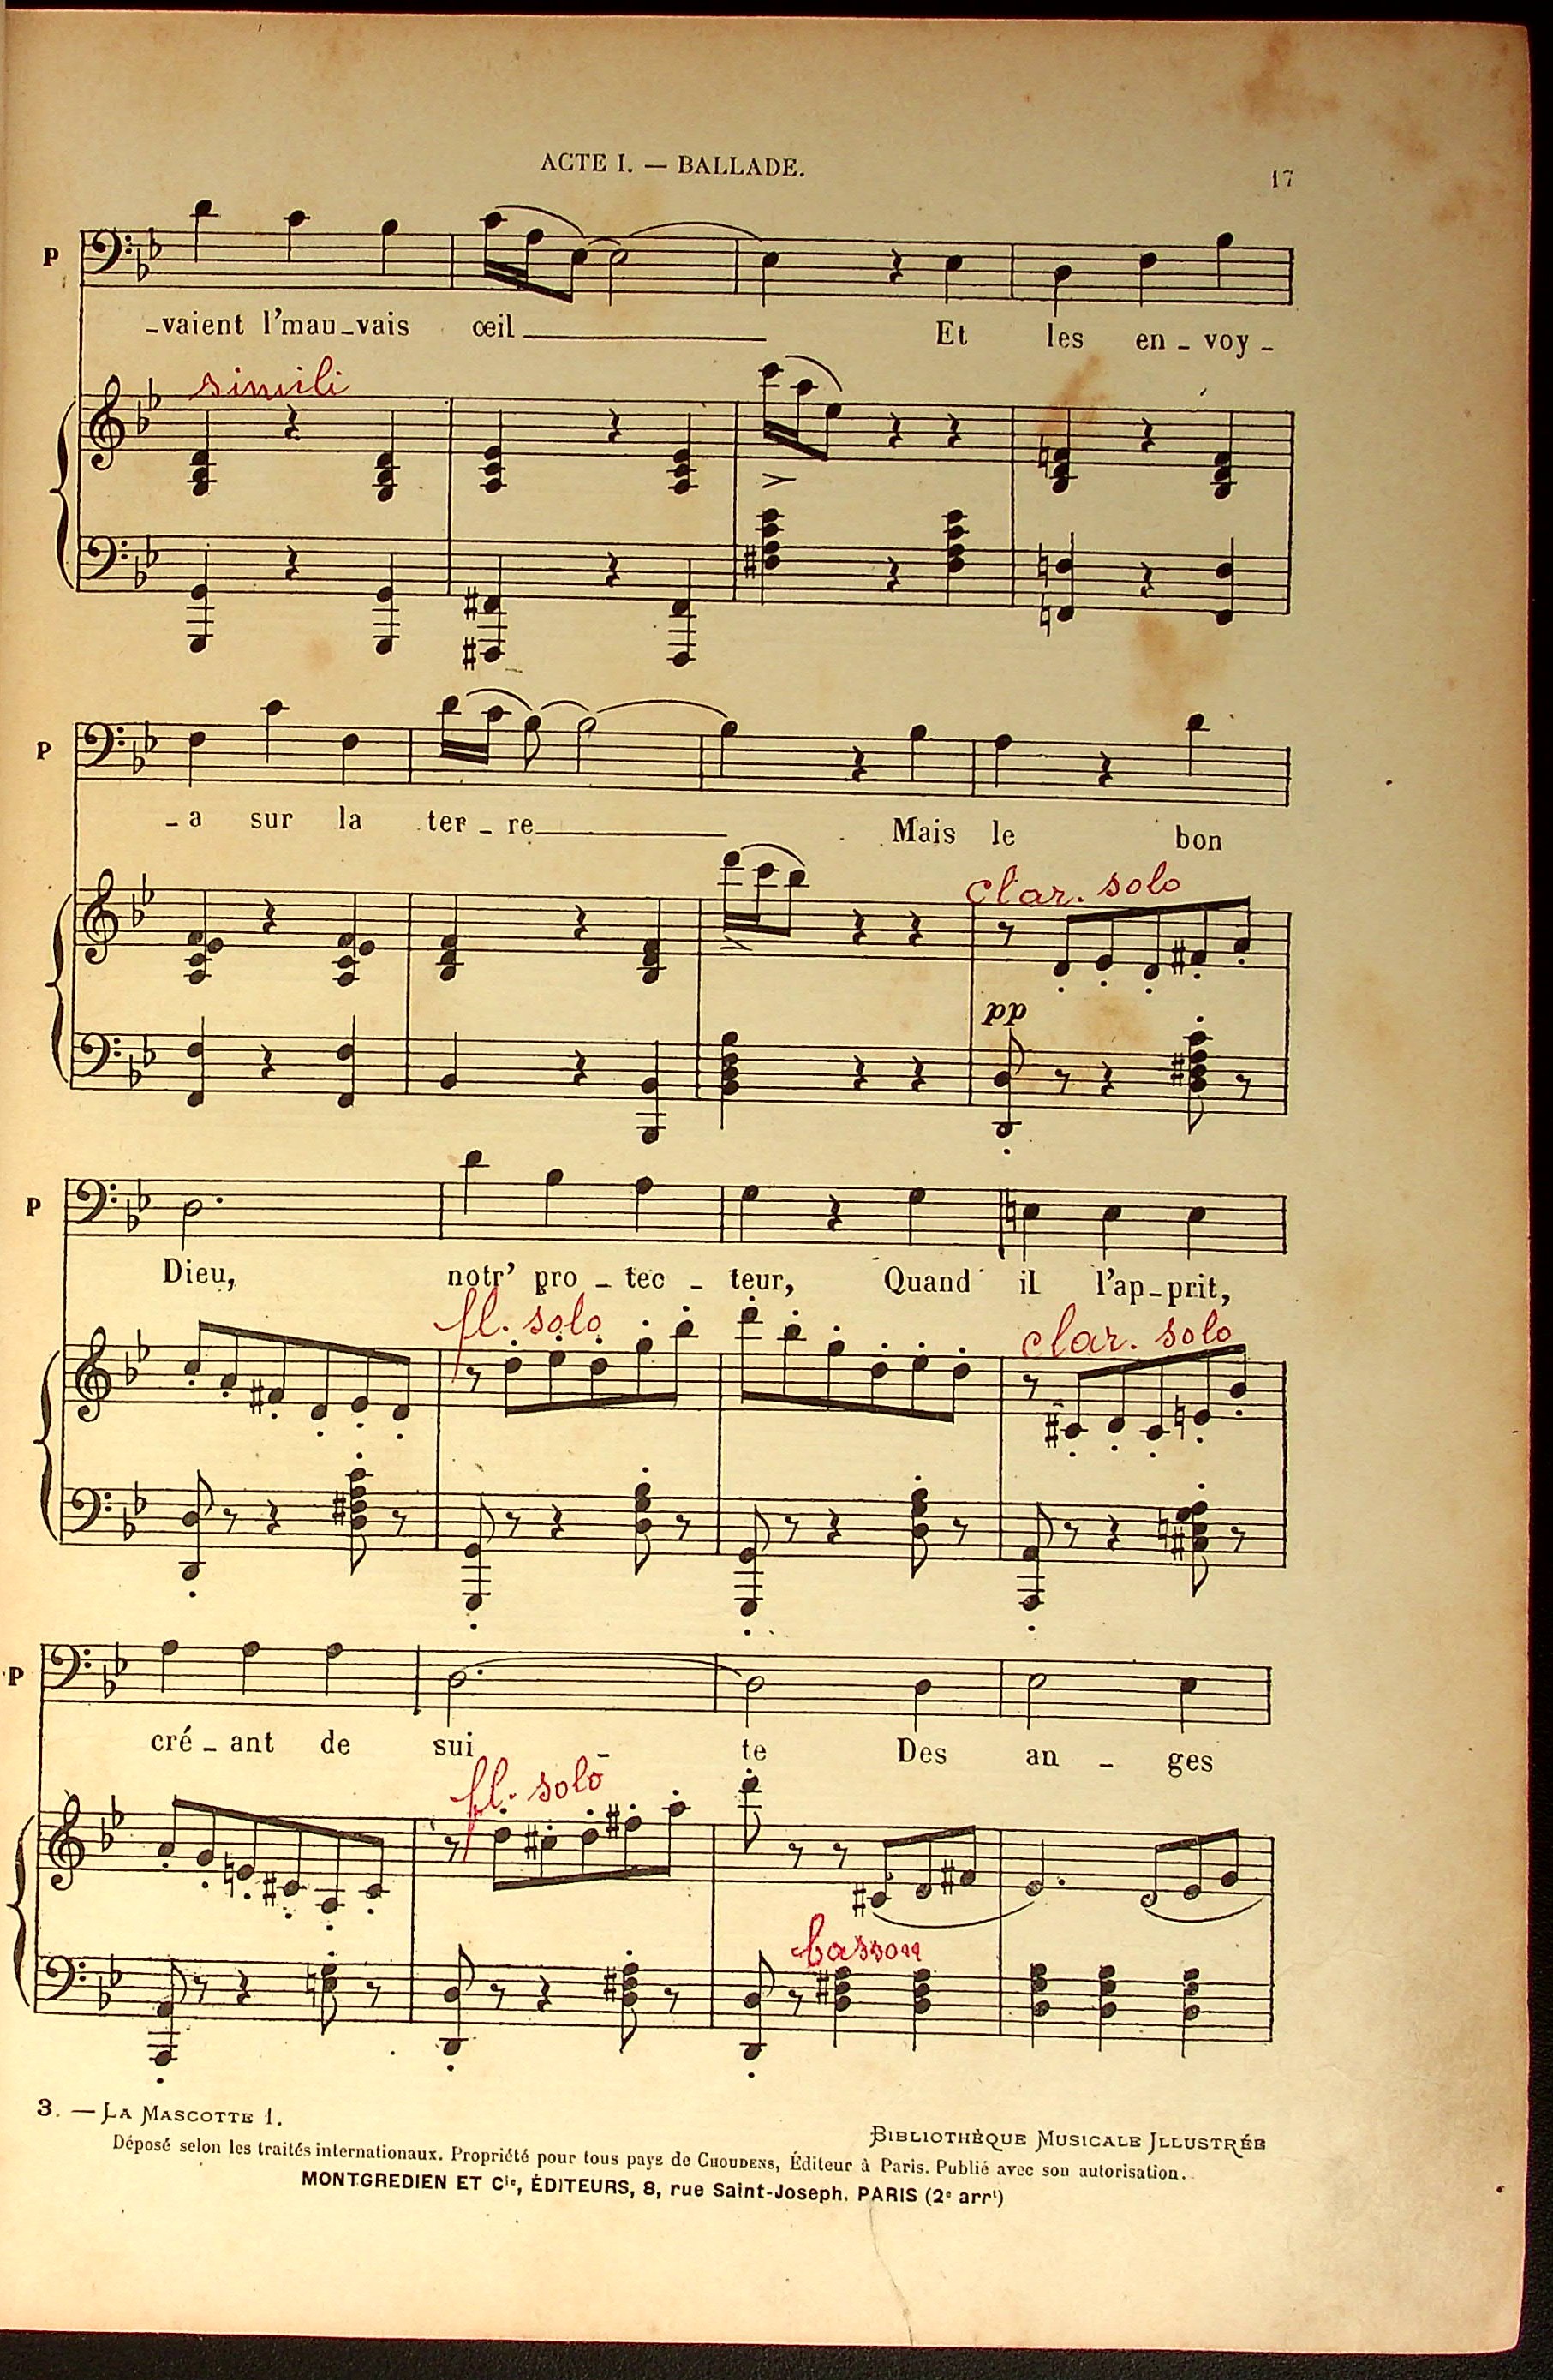 ACTE I. — BALLADE.
17
P
-vaient l'mau-vais œil Et les en-voy-
simili
P
-a sur la ter-re Mais le bon
clar. solo
pp
P
Dieu, notr' pro-tec-teur, Quand il l'ap-prit,
fl. solo clar. solo
P
cré-ant de sui-te Des an-ges
fl. solo
basson
3. — LA MASCOTTE 1.
BIBLIOTHÈQUE MUSICALE ILLUSTRÉE
Déposé selon les traités internationaux. Propriété pour tous pays de CHOUDENS, Éditeur à Paris. Publié avec son autorisation.
MONTGREDIEN ET Cie, ÉDITEURS, 8, rue Saint-Joseph, PARIS (2e arrt)